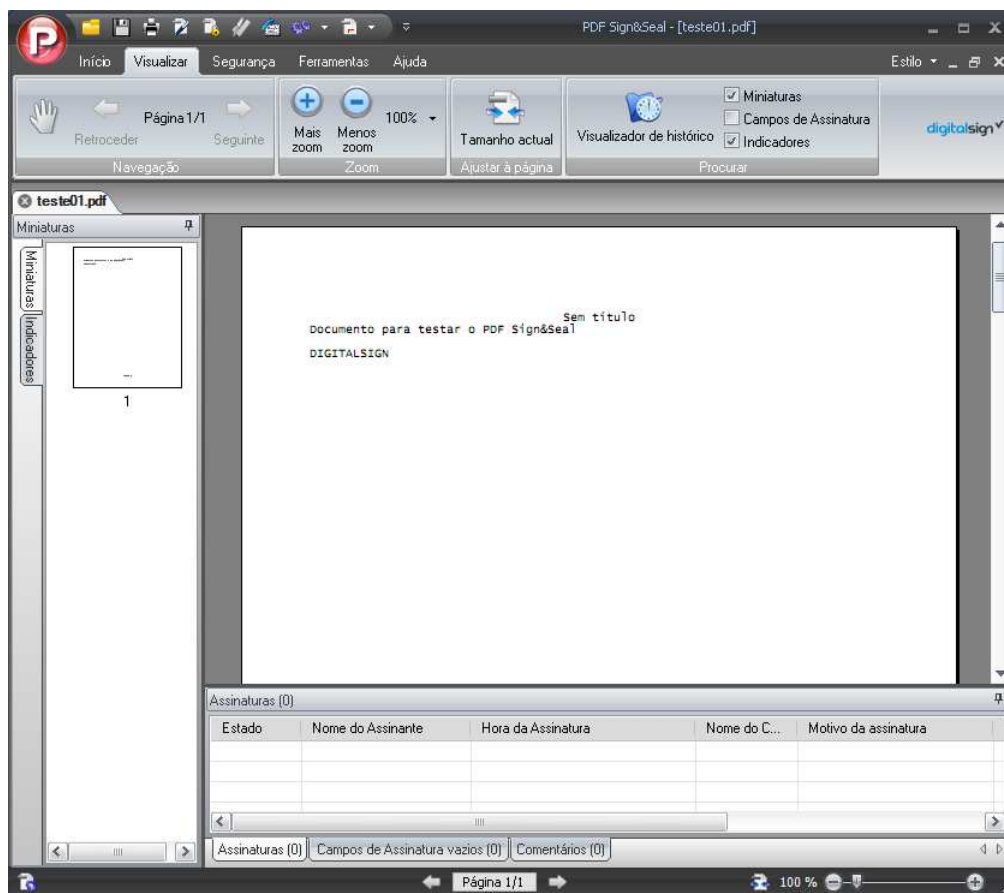 PDF Sign&Seal - [teste01.pdf]
Início Visualizar Segurança Ferramentas Ajuda Estilo
Retroceder Página 1/1 Seguinte
Navegação
Mais zoom Menos zoom 100%
Zoom
Tamanho actual
Ajustar à página
Visualizador de histórico
Miniaturas
Campos de Assinatura
Indicadores
Procurar
digitalsign
teste01.pdf
Miniaturas
Miniaturas
Indicadores
1
Sem título
Documento para testar o PDF Sign&Seal
DIGITALSIGN
Assinaturas (0)
Estado Nome do Assinante Hora da Assinatura Nome do C... Motivo da assinatura
Assinaturas (0) Campos de Assinatura vazios (0) Comentários (0)
Página 1/1 100 %